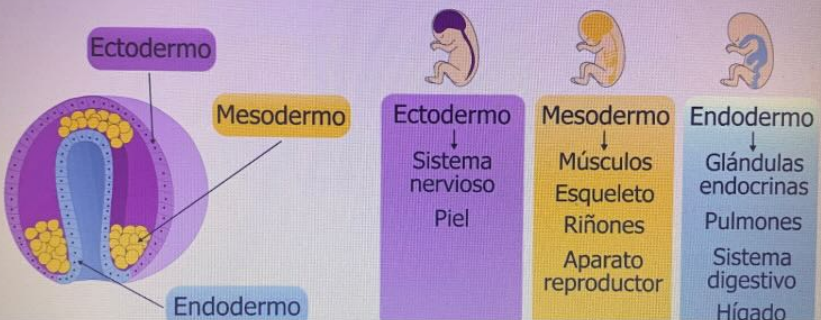 Ectodermo
Mesodermo
Endodermo
Ectodermo
Sistema
nervioso
Piel
Mesodermo
Músculos
Esqueleto
Riñones
Aparato
reproductor
Endodermo
Glándulas
endocrinas
Pulmones
Sistema
digestivo
Hígado